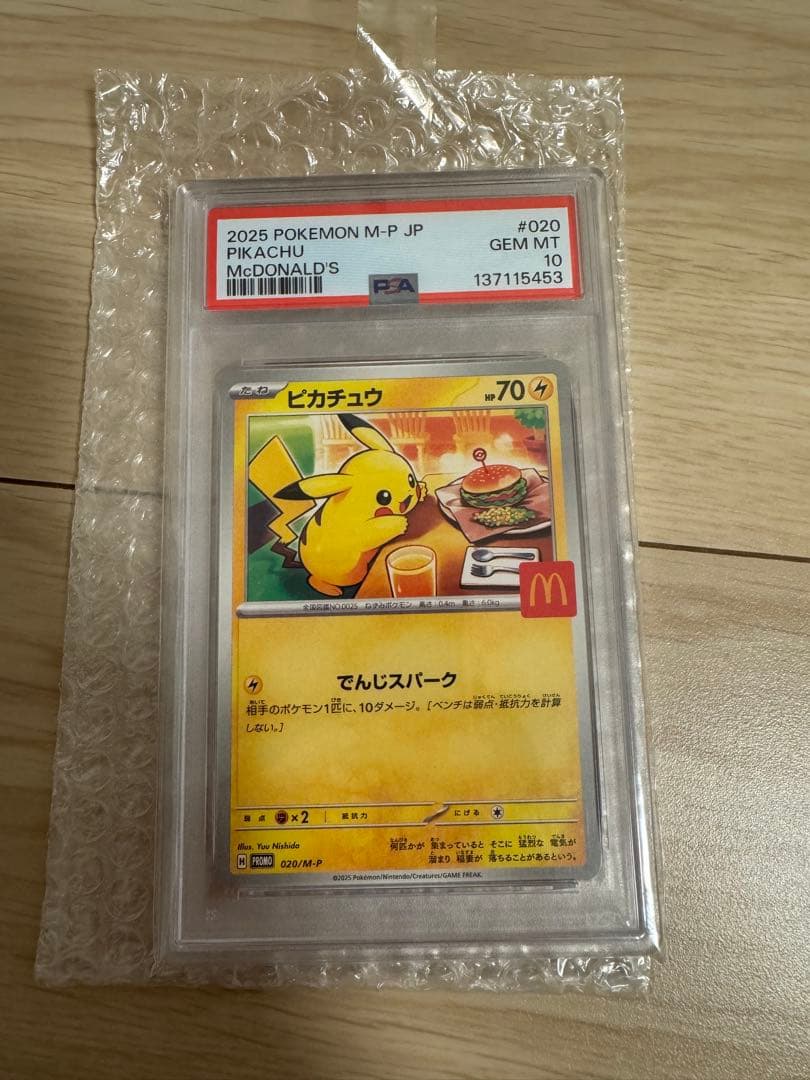 2025 POKEMON M-P JP #020
PIKACHU GEM MT
McDONALD'S 10
137115453
PSA
たね ピカチュウ HP 70
全国図鑑NO.0025 ねずみポケモン 高さ:0.4m 重さ:6.0kg
M
でんじスパーク
相手のポケモン1匹に、10ダメージ。[ベンチは弱点・抵抗力を計算
しない。]
弱点 ×2 抵抗力 にげる
Illus. Yuu Nishida
何匹かが 集まっていると そこに 猛烈な 電気が
溜まり 稲妻が 落ちることがあるという。
H PROMO 020/M-P
©2025 Pokémon/Nintendo/Creatures/GAME FREAK.